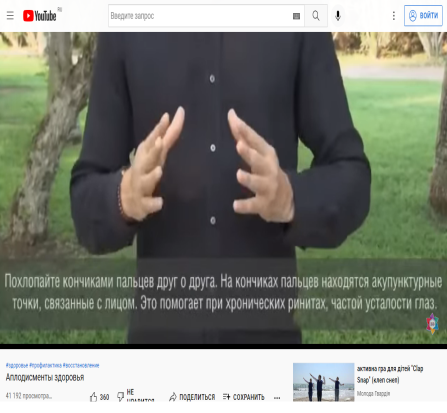 YouTube
RU
Введите запрос
ВОЙТИ
Похлопайте кончиками пальцев друг о друга. На кончиках пальцев находятся акупунктурные
точки, связанные с лицом. Это помогает при хронических ринитах, частой усталости глаз.
#здоровье #профилактика #восстановление
Аплодисменты здоровья
41 192 просмотра...
360
НЕ
НРАВИТСЯ
ПОДЕЛИТЬСЯ
СОХРАНИТЬ
активна гра для дітей "Clap
Snap" (клеп снеп)
Молода Гвардія